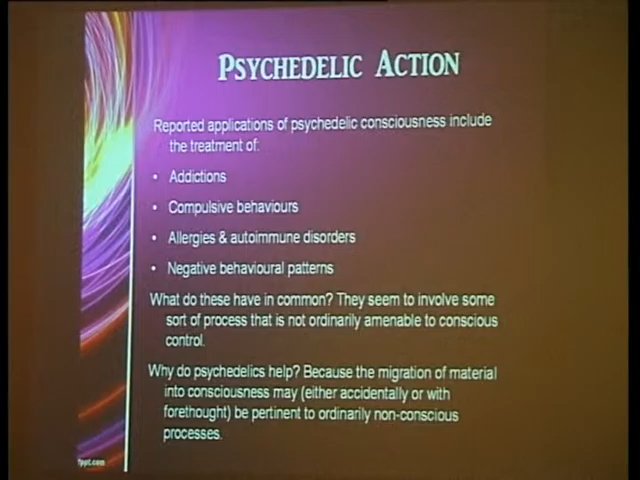 PSYCHEDELIC ACTION
Reported applications of psychedelic consciousness include
the treatment of:
• Addictions
• Compulsive behaviours
• Allergies & autoimmune disorders
• Negative behavioural patterns
What do these have in common? They seem to involve some
sort of process that is not ordinarily amenable to conscious
control.
Why do psychedelics help? Because the migration of material
into consciousness may (either accidentally or with
forethought) be pertinent to ordinarily non-conscious
processes.
fppt.com